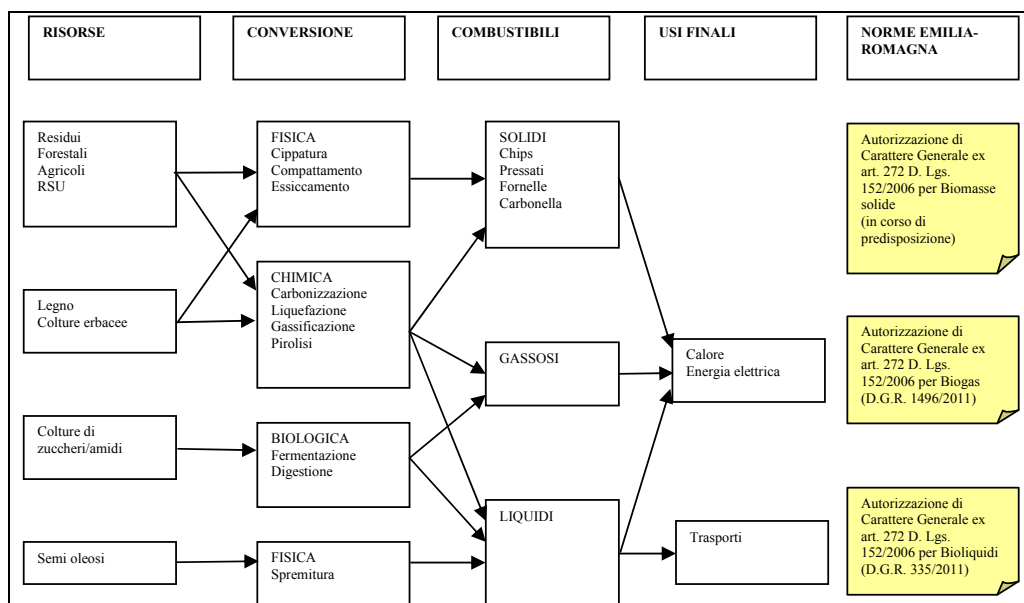 RISORSE
CONVERSIONE
COMBUSTIBILI
USI FINALI
NORME EMILIA-
ROMAGNA
Residui
Forestali
Agricoli
RSU
Legno
Colture erbacee
Colture di
zuccheri/amidi
Semi oleosi
FISICA
Cippatura
Compattamento
Essiccamento
CHIMICA
Carbonizzazione
Liquefazione
Gassificazione
Pirolisi
BIOLOGICA
Fermentazione
Digestione
FISICA
Spremitura
SOLIDI
Chips
Pressati
Fornelle
Carbonella
GASSOSI
LIQUIDI
Calore
Energia elettrica
Trasporti
Autorizzazione di
Carattere Generale ex
art. 272 D. Lgs.
152/2006 per Biomasse
solide
(in corso di
predisposizione)
Autorizzazione di
Carattere Generale ex
art. 272 D. Lgs.
152/2006 per Biogas
(D.G.R. 1496/2011)
Autorizzazione di
Carattere Generale ex
art. 272 D. Lgs.
152/2006 per Bioliquidi
(D.G.R. 335/2011)